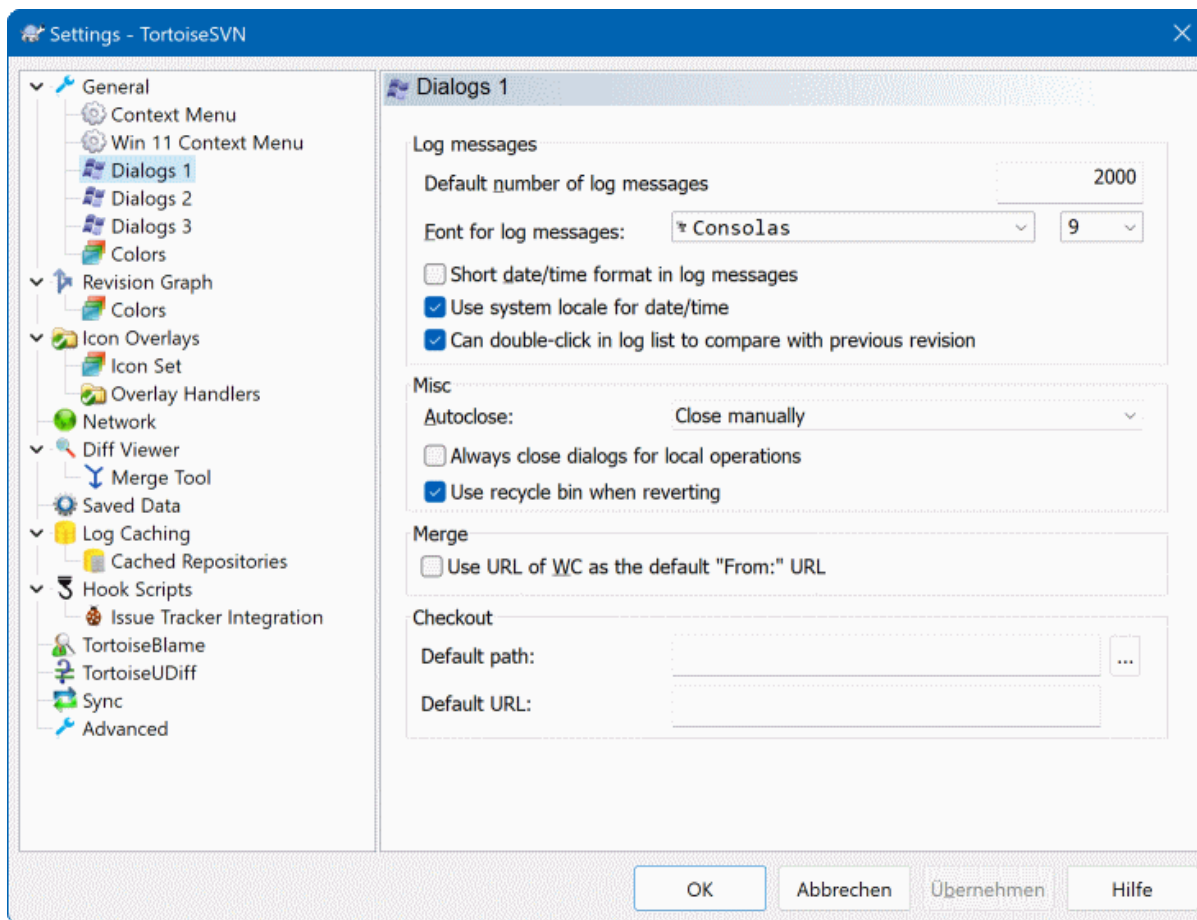 Settings - TortoiseSVN
General
Context Menu
Win 11 Context Menu
Dialogs 1
Dialogs 2
Dialogs 3
Colors
Revision Graph
Colors
Icon Overlays
Icon Set
Overlay Handlers
Network
Diff Viewer
Merge Tool
Saved Data
Log Caching
Cached Repositories
Hook Scripts
Issue Tracker Integration
TortoiseBlame
TortoiseUDiff
Sync
Advanced
Dialogs 1
Log messages
Default number of log messages 2000
Font for log messages: Consolas 9
Short date/time format in log messages
Use system locale for date/time
Can double-click in log list to compare with previous revision
Misc
Autoclose: Close manually
Always close dialogs for local operations
Use recycle bin when reverting
Merge
Use URL of WC as the default "From:" URL
Checkout
Default path: ...
Default URL:
OK Abbrechen Übernehmen Hilfe